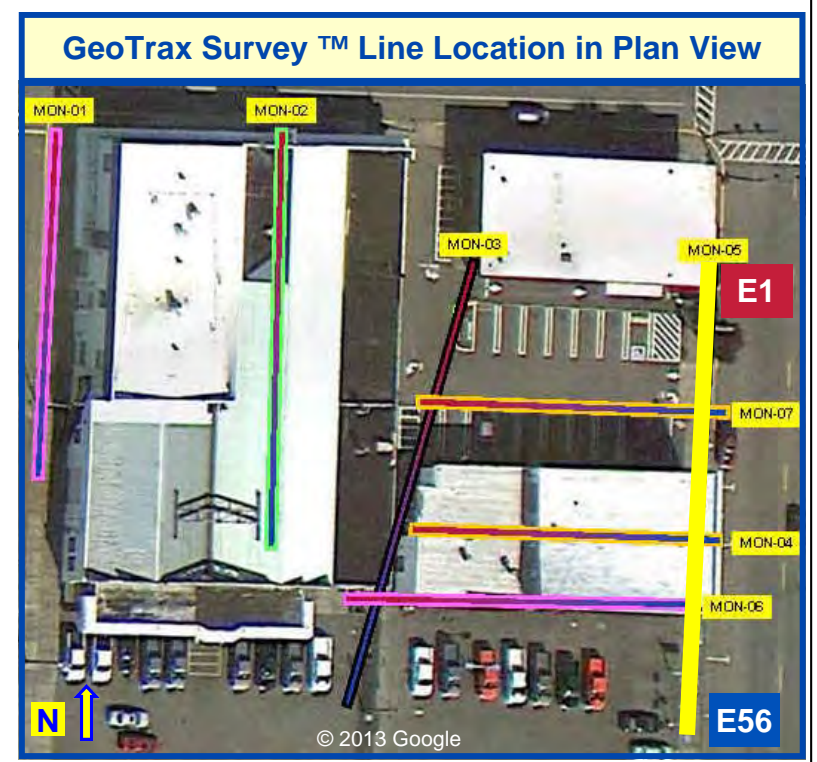 GeoTrax Survey ™ Line Location in Plan View
MON-01
MON-02
MON-03
MON-05
E1
MON-07
MON-04
MON-06
N
E56
© 2013 Google